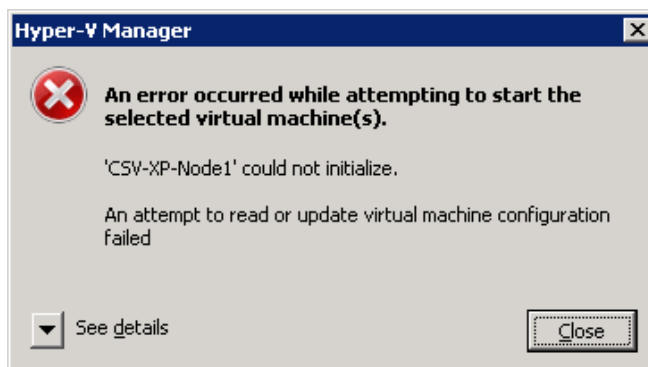 Hyper-V Manager
An error occurred while attempting to start the
selected virtual machine(s).
'CSV-XP-Node1' could not initialize.
An attempt to read or update virtual machine configuration
failed
See details
Close